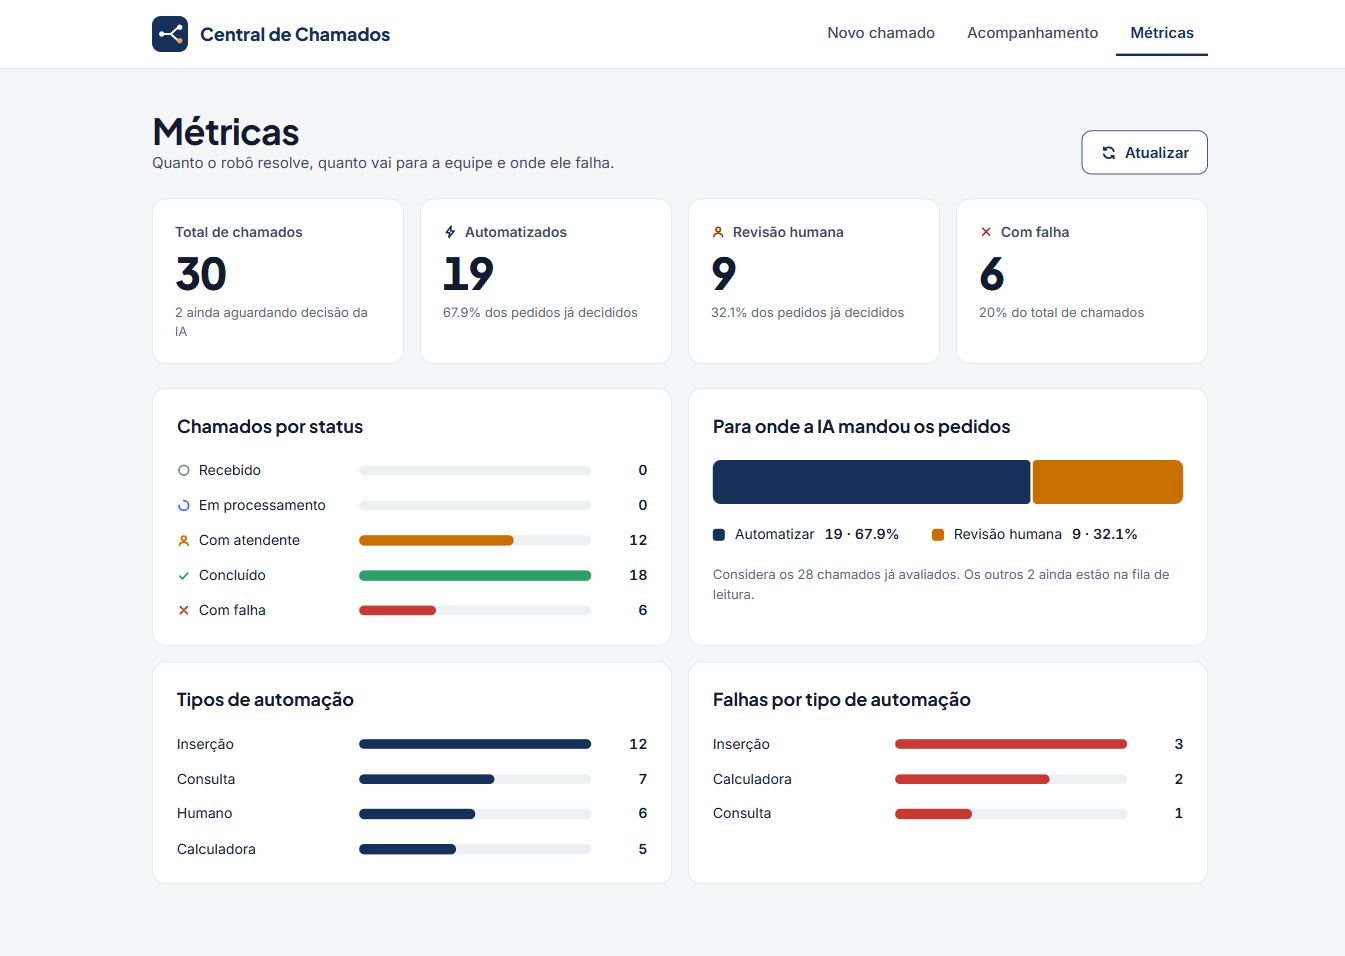 Central de Chamados
Novo chamado
Acompanhamento
Métricas
Métricas
Quanto o robô resolve, quanto vai para a equipe e onde ele falha.
Atualizar
Total de chamados
30
2 ainda aguardando decisão da
IA
Automatizados
19
67.9% dos pedidos já decididos
Revisão humana
9
32.1% dos pedidos já decididos
Com falha
6
20% do total de chamados
Chamados por status
Recebido 0
Em processamento 0
Com atendente 12
Concluído 18
Com falha 6
Para onde a IA mandou os pedidos
Automatizar 19 · 67.9%
Revisão humana 9 · 32.1%
Considera os 28 chamados já avaliados. Os outros 2 ainda estão na fila de
leitura.
Tipos de automação
Inserção 12
Consulta 7
Humano 6
Calculadora 5
Falhas por tipo de automação
Inserção 3
Calculadora 2
Consulta 1